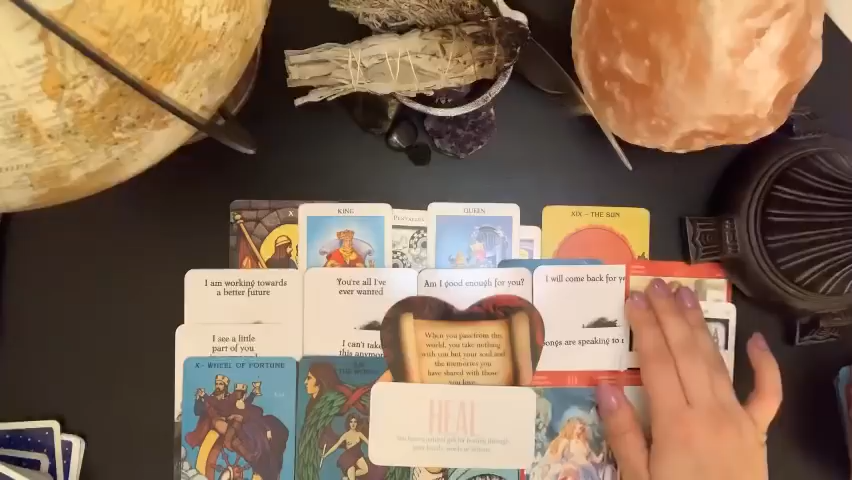 X
KING
QUEEN
XIX - THE SUN
I am working towards
a better future
You're all I've
ever wanted
Am I good enough for you?
I will come back for
I see a little
part of you
I can't take
this anymor
songs are speaking to
When you pass from this
world, you take nothing
with you but your soul and
the memories you
have shared with those
you love.
X - WHEEL OF FORTUNE
HEAL